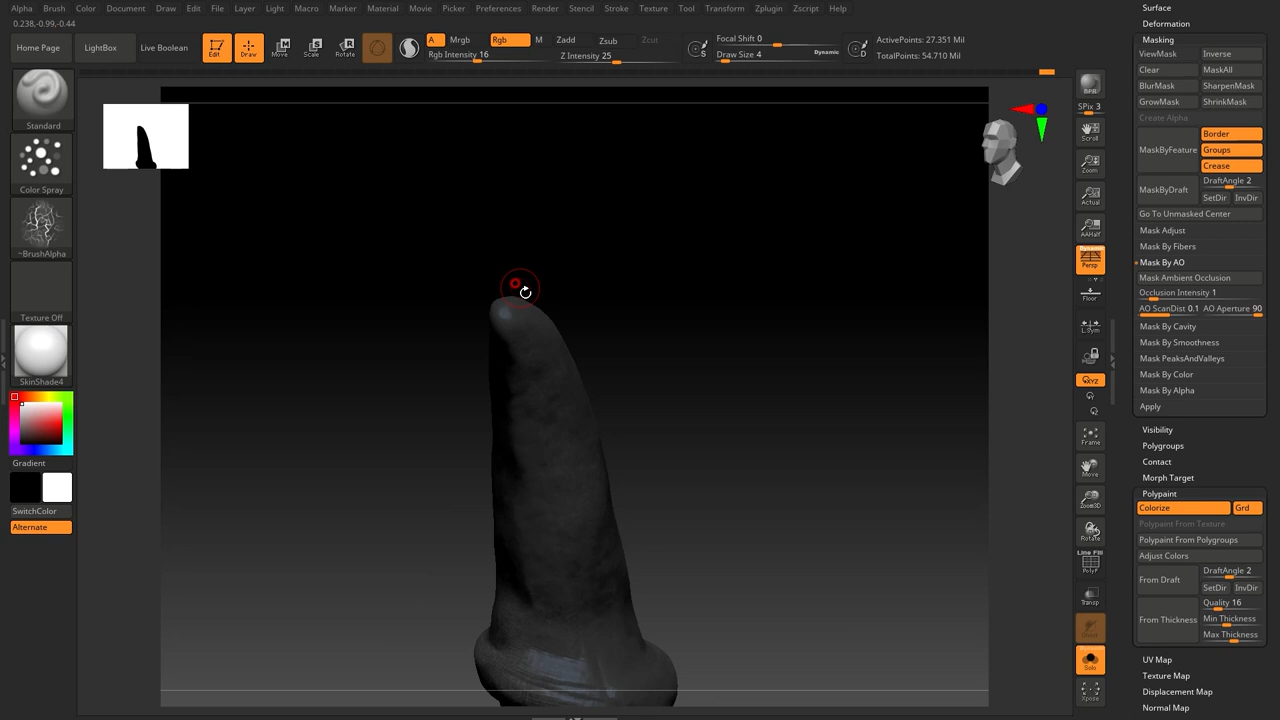 Alpha Brush Color Document Draw Edit File Layer Light Macro Marker Material Movie Picker Preferences Render Stencil Stroke Texture Tool Transform Zplugin Zscript Help
0.238,-0.99,-0.44
Home Page LightBox Live Boolean
Edit Draw Move Scale Rotate
A Mrgb Rgb M Zadd Zsub Zcut
Rgb Intensity 16 Z Intensity 25
S Focal Shift 0 D
Draw Size 4 Dynamic
ActivePoints: 27.351 Mil
TotalPoints: 54.710 Mil
Standard
Color Spray
~BrushAlpha
Texture Off
SkinShade4
Gradient
SwitchColor
Alternate
BPR
SPix 3
Scroll
Zoom
Actual
AAHalf
Dynamic
Persp
Floor
L.Sym
XYZ
Frame
Move
Zoom3D
Rotate
Line Fill
PolyF
Transp
Ghost
Dynamic
Solo
Xpose
Surface
Deformation
Masking
ViewMask Inverse
Clear MaskAll
BlurMask SharpenMask
GrowMask ShrinkMask
Create Alpha
MaskByFeature Border
Groups
Crease
MaskByDraft DraftAngle 2
SetDir InvDir
Go To Unmasked Center
Mask Adjust
Mask By Fibers
Mask By AO
Mask Ambient Occlusion
Occlusion Intensity 1
AO ScanDist 0.1 AO Aperture 90
Mask By Cavity
Mask By Smoothness
Mask PeaksAndValleys
Mask By Color
Mask By Alpha
Apply
Visibility
Polygroups
Contact
Morph Target
Polypaint
Colorize Grd
Polypaint From Texture
Polypaint From Polygroups
Adjust Colors
From Draft DraftAngle 2
SetDir InvDir
From Thickness Quality 16
Min Thickness
Max Thickness
UV Map
Texture Map
Displacement Map
Normal Map